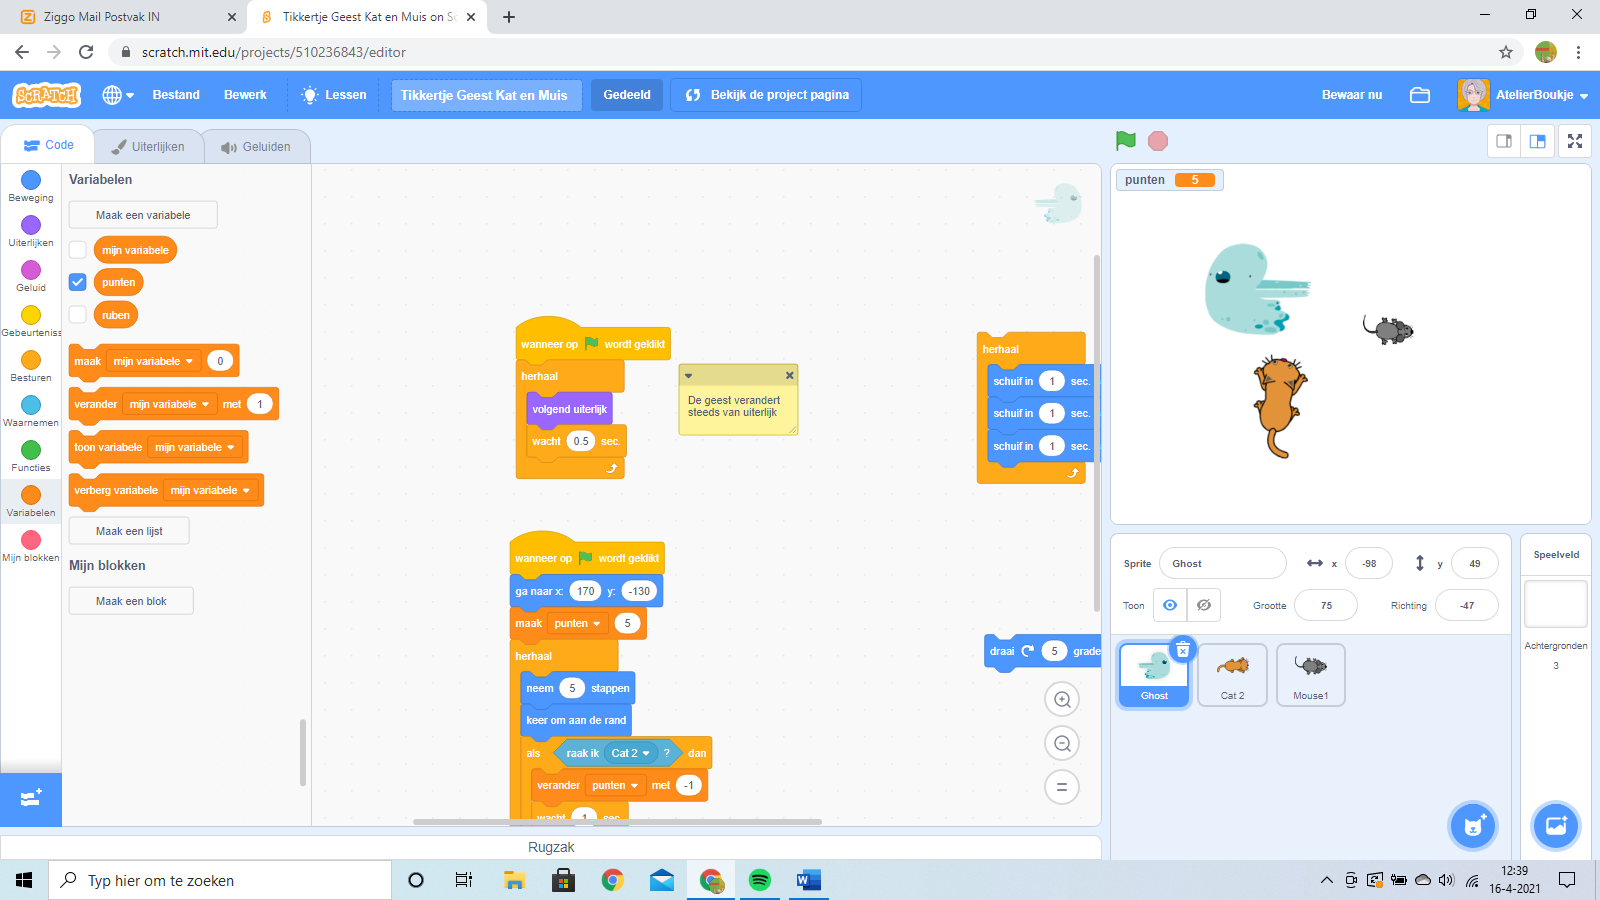 Ziggo Mail Postvak IN
Tikkertje Geest Kat en Muis on Sc
scratch.mit.edu/projects/510236843/editor
SCRATCH
Bestand
Bewerk
Lessen
Tikkertje Geest Kat en Muis
Gedeeld
Bekijk de project pagina
Bewaar nu
AtelierBoukje
Code
Uiterlijken
Geluiden
Beweging
Uiterlijken
Geluid
Gebeurteniss
Besturen
Waarnemen
Functies
Variabelen
Mijn blokken
Variabelen
Maak een variabele
mijn variabele
punten
ruben
maak mijn variabele 0
verander mijn variabele met 1
toon variabele mijn variabele
verberg variabele mijn variabele
Maak een lijst
Mijn blokken
Maak een blok
wanneer op wordt geklikt
herhaal
volgend uiterlijk
wacht 0.5 sec.
De geest verandert
steeds van uiterlijk
wanneer op wordt geklikt
ga naar x: 170 y: -130
maak punten 5
herhaal
neem 5 stappen
keer om aan de rand
als raak ik Cat 2 ? dan
verander punten met -1
wacht 1 sec.
herhaal
schuif in 1 sec.
schuif in 1 sec.
schuif in 1 sec.
draai 5 grade
Rugzak
punten 5
Sprite Ghost x -98 y 49
Toon Grootte 75 Richting -47
Ghost
Cat 2
Mouse1
Speelveld
Achtergronden
3
Typ hier om te zoeken
12:39
16-4-2021